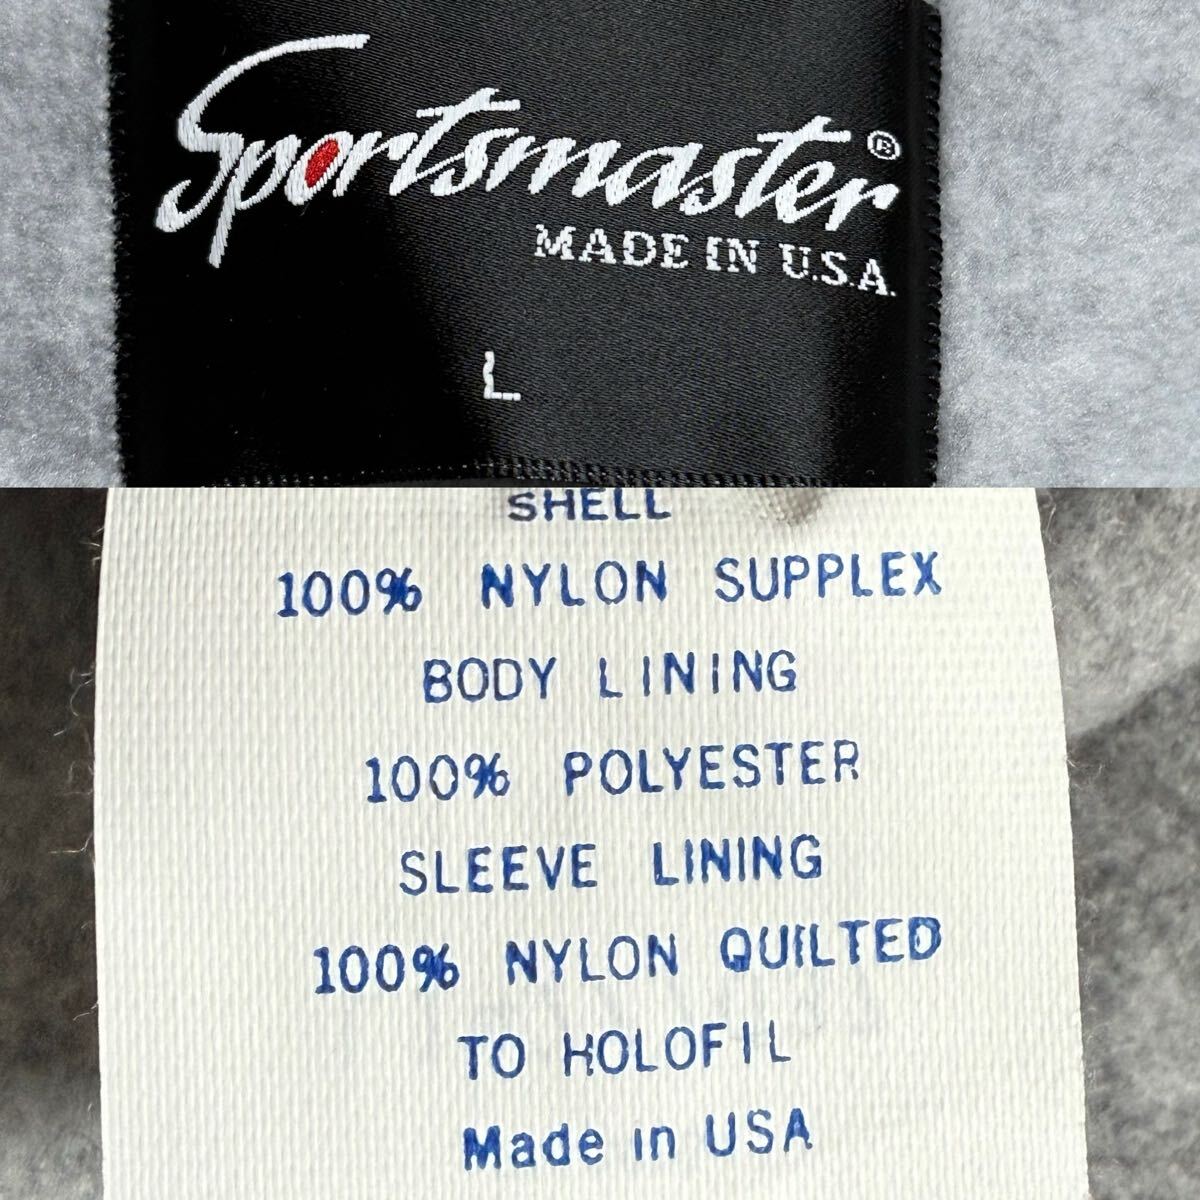 Sportsmaster®
MADE IN U.S.A.
L
SHELL
100% NYLON SUPPLEX
BODY LINING
100% POLYESTER
SLEEVE LINING
100% NYLON QUILTED
TO HOLOFIL
Made in USA